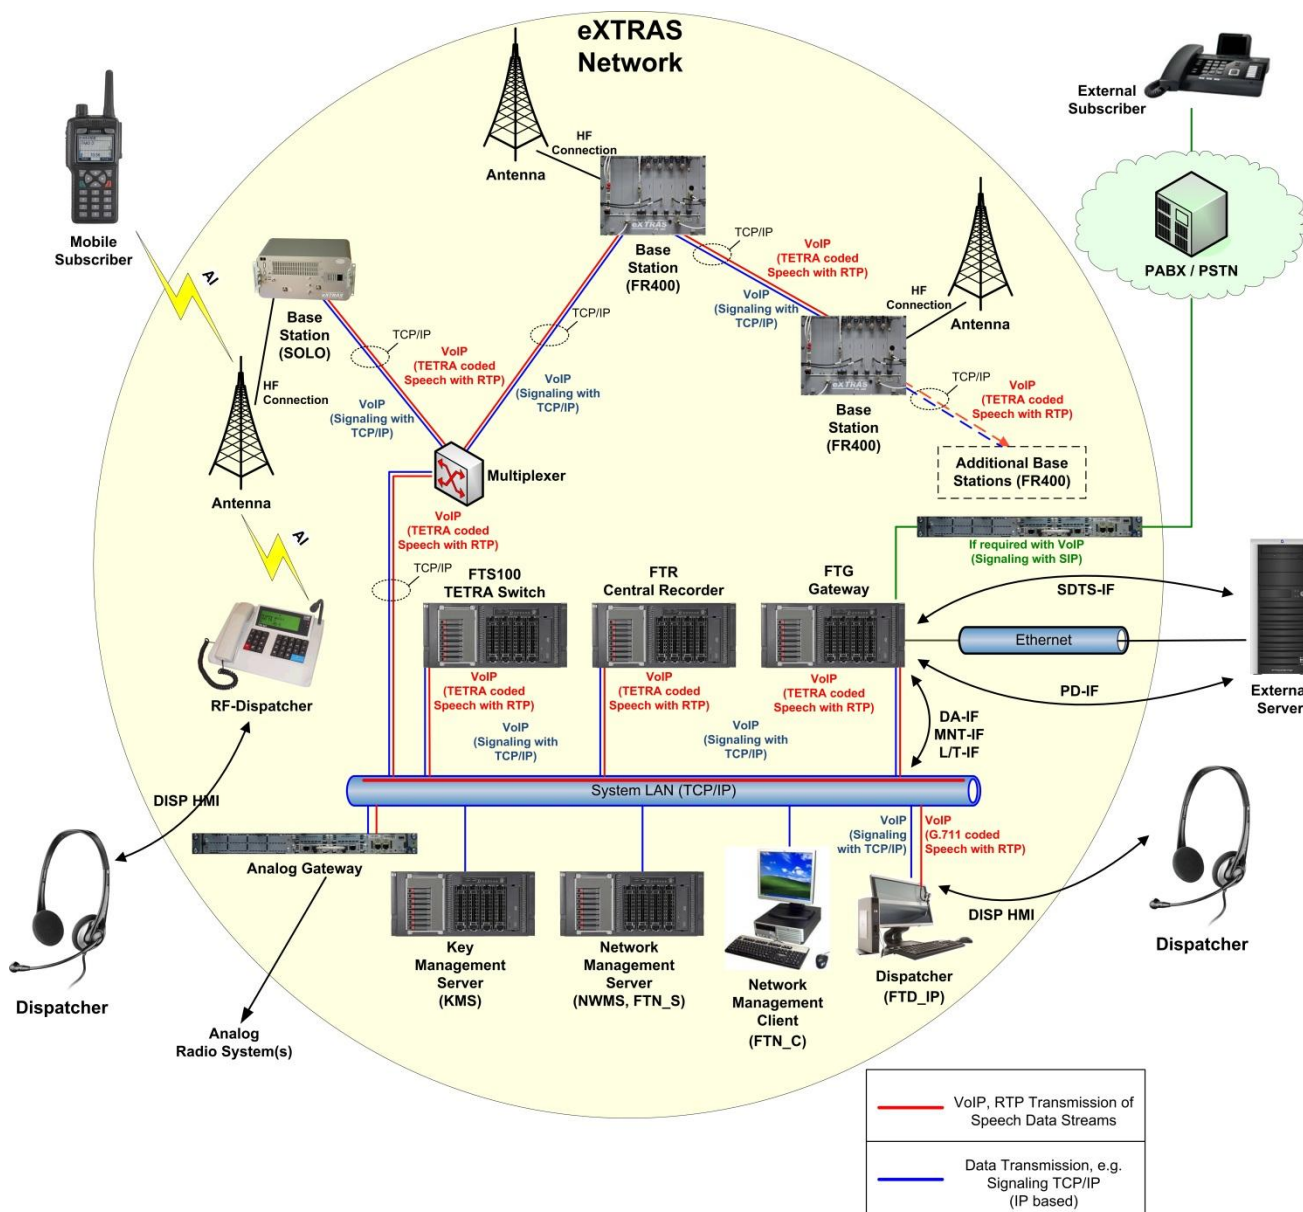 eXTRAS
Network
External
Subscriber
HF
Connection
Antenna
Mobile
Subscriber
AI
eXTRAS
Base
Station
(FR400)
TCP/IP
VoIP
(TETRA coded
Speech with RTP)
VoIP
(Signaling with
TCP/IP)
HF
Connection
Antenna
PABX / PSTN
eXTRAS
Base
Station
(SOLO)
TCP/IP
TCP/IP
VoIP
(TETRA coded
Speech with RTP)
VoIP
(Signaling with
TCP/IP)
VoIP
(Signaling with
TCP/IP)
HF
Connection
Antenna
eXTRAS
Base
Station
(FR400)
TCP/IP
VoIP
(TETRA coded
Speech with RTP)
Additional Base
Stations (FR400)
Multiplexer
VoIP
(TETRA coded
Speech with RTP)
TCP/IP
AI
If required with VoIP
(Signaling with SIP)
FTS100
TETRA Switch
FTR
Central Recorder
FTG
Gateway
SDTS-IF
Ethernet
PD-IF
External
Server
RF-Dispatcher
VoIP
(TETRA coded
Speech with RTP)
VoIP
(TETRA coded
Speech with RTP)
VoIP
(TETRA coded
Speech with RTP)
VoIP
(Signaling with
TCP/IP)
VoIP
(Signaling with
TCP/IP)
DA-IF
MNT-IF
L/T-IF
System LAN (TCP/IP)
DISP HMI
Analog Gateway
VoIP
(Signaling
with TCP/IP)
VoIP
(G.711 coded
Speech with RTP)
DISP HMI
Dispatcher
Dispatcher
Key
Management
Server
(KMS)
Network
Management
Server
(NWMS, FTN_S)
Network
Management
Client
(FTN_C)
Dispatcher
(FTD_IP)
Analog
Radio System(s)
VoIP, RTP Transmission of
Speech Data Streams
Data Transmission, e.g.
Signaling TCP/IP
(IP based)